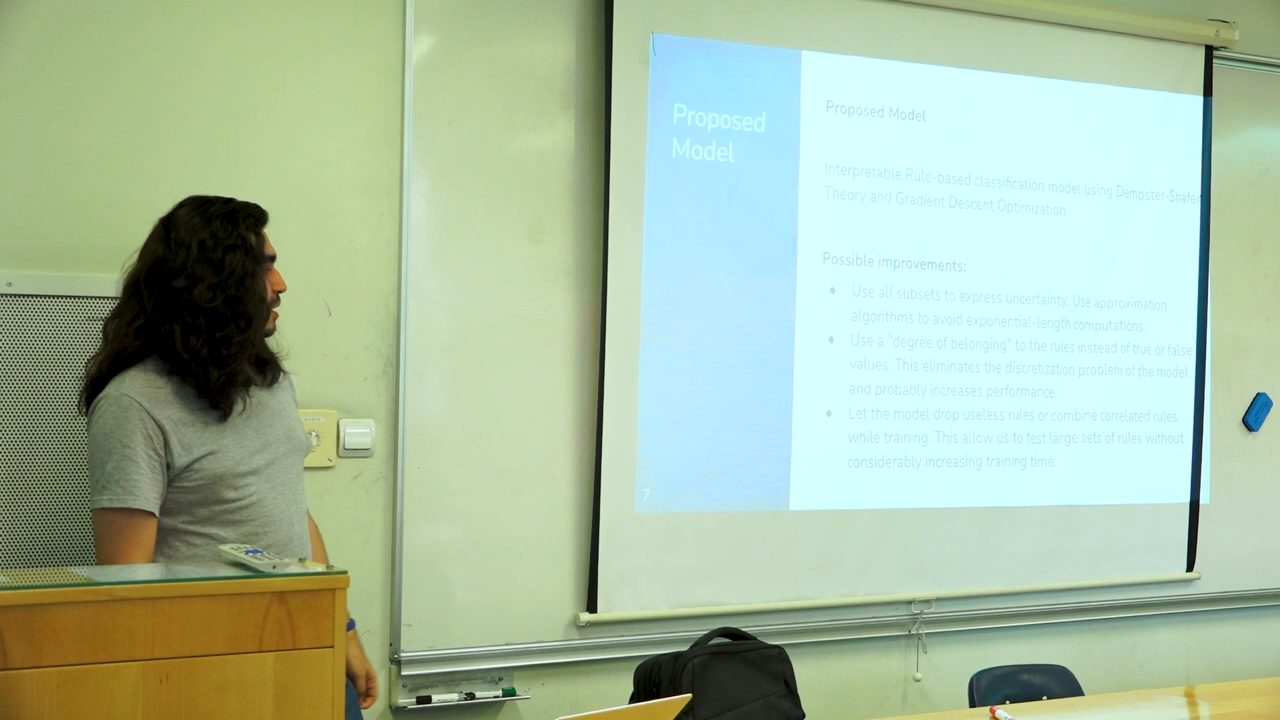 Proposed
Model
Proposed Model
Interpretable Rule-based classification model using Dempster-Shafer
Theory and Gradient Descent Optimization
Possible improvements:
• Use all subsets to express uncertainty. Use approximation
algorithms to avoid exponential-length computations.
• Use a "degree of belonging" to the rules instead of true or false
values. This eliminates the discretization problem of the model
and probably increases performance.
• Let the model drop useless rules or combine correlated rules
while training. This allow us to test large sets of rules without
considerably increasing training time.
7